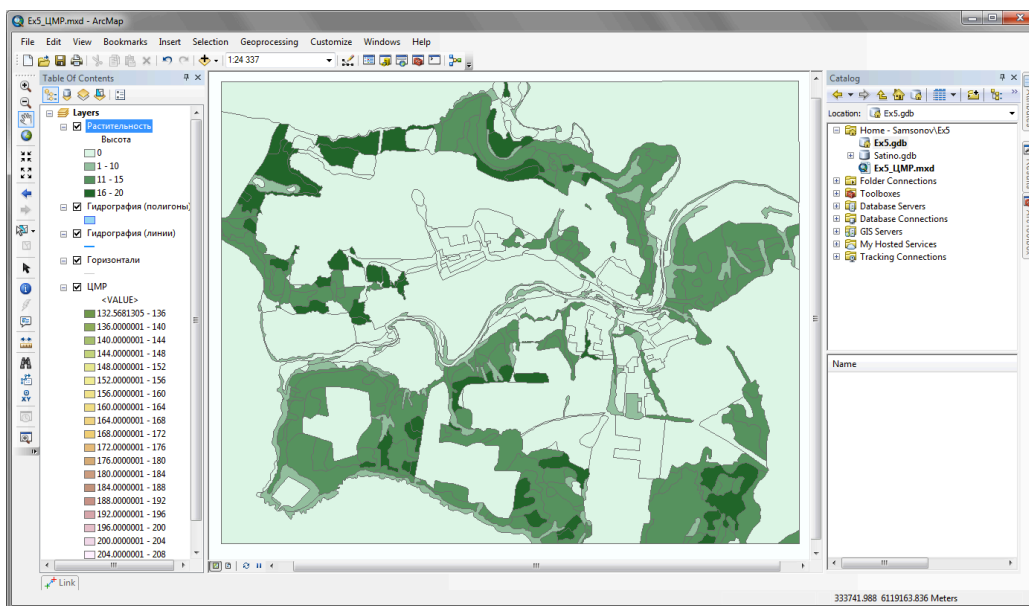 Ex5_ЦМР.mxd - ArcMap
File Edit View Bookmarks Insert Selection Geoprocessing Customize Windows Help
1:24 337
Table Of Contents
Layers
Растительность
Высота
0
1 - 10
11 - 15
16 - 20
Гидрография (полигоны)
Гидрография (линии)
Горизонтали
ЦМР
<VALUE>
132.5681305 - 136
136.0000001 - 140
140.0000001 - 144
144.0000001 - 148
148.0000001 - 152
152.0000001 - 156
156.0000001 - 160
160.0000001 - 164
164.0000001 - 168
168.0000001 - 172
172.0000001 - 176
176.0000001 - 180
180.0000001 - 184
184.0000001 - 188
188.0000001 - 192
192.0000001 - 196
196.0000001 - 200
200.0000001 - 204
204.0000001 - 208
Link
Catalog
Location: Ex5.gdb
Home - Samsonov\Ex5
Ex5.gdb
Satino.gdb
Ex5_ЦМР.mxd
Folder Connections
Toolboxes
Database Servers
Database Connections
GIS Servers
My Hosted Services
Tracking Connections
Name
333741.988 6119163.836 Meters